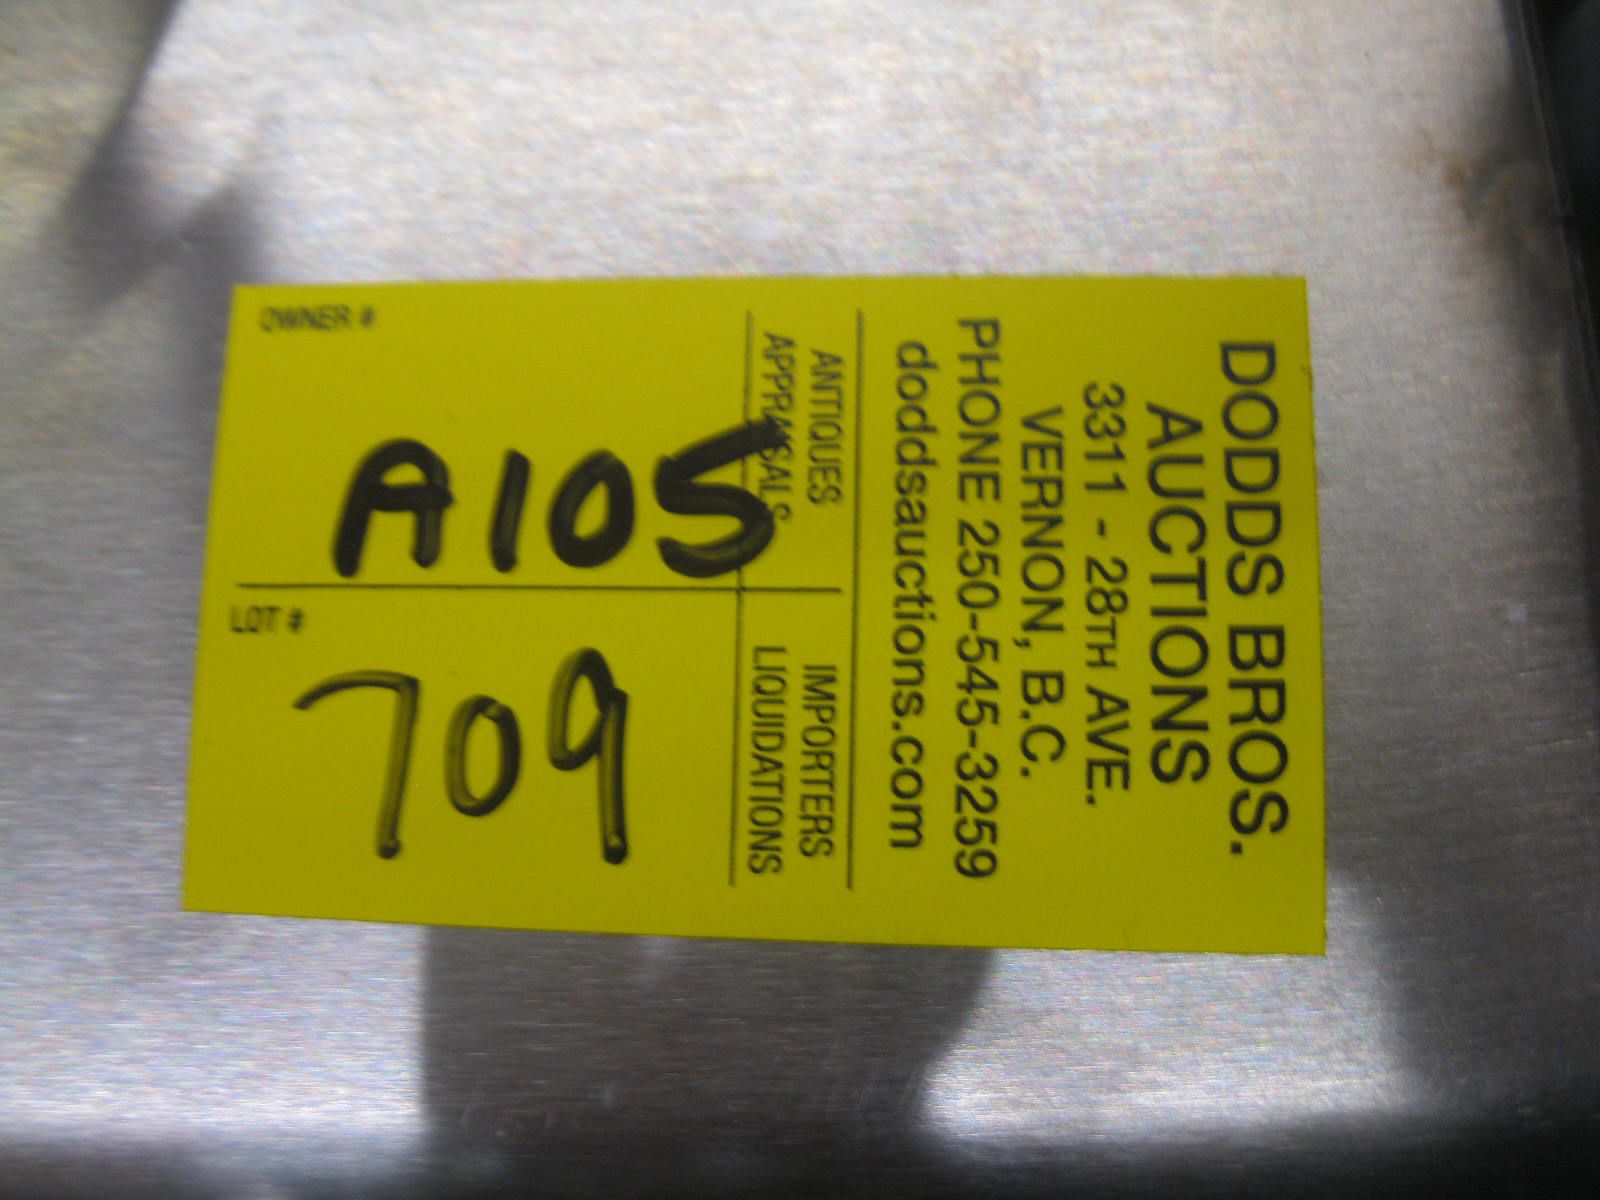 DODDS BROS.
AUCTIONS
3311 - 28TH AVE.
VERNON, B.C.
PHONE 250-545-3259
doddsauctions.com
ANTIQUES
APPRAISALS
IMPORTERS
LIQUIDATIONS
OWNER #
A105
LOT #
709